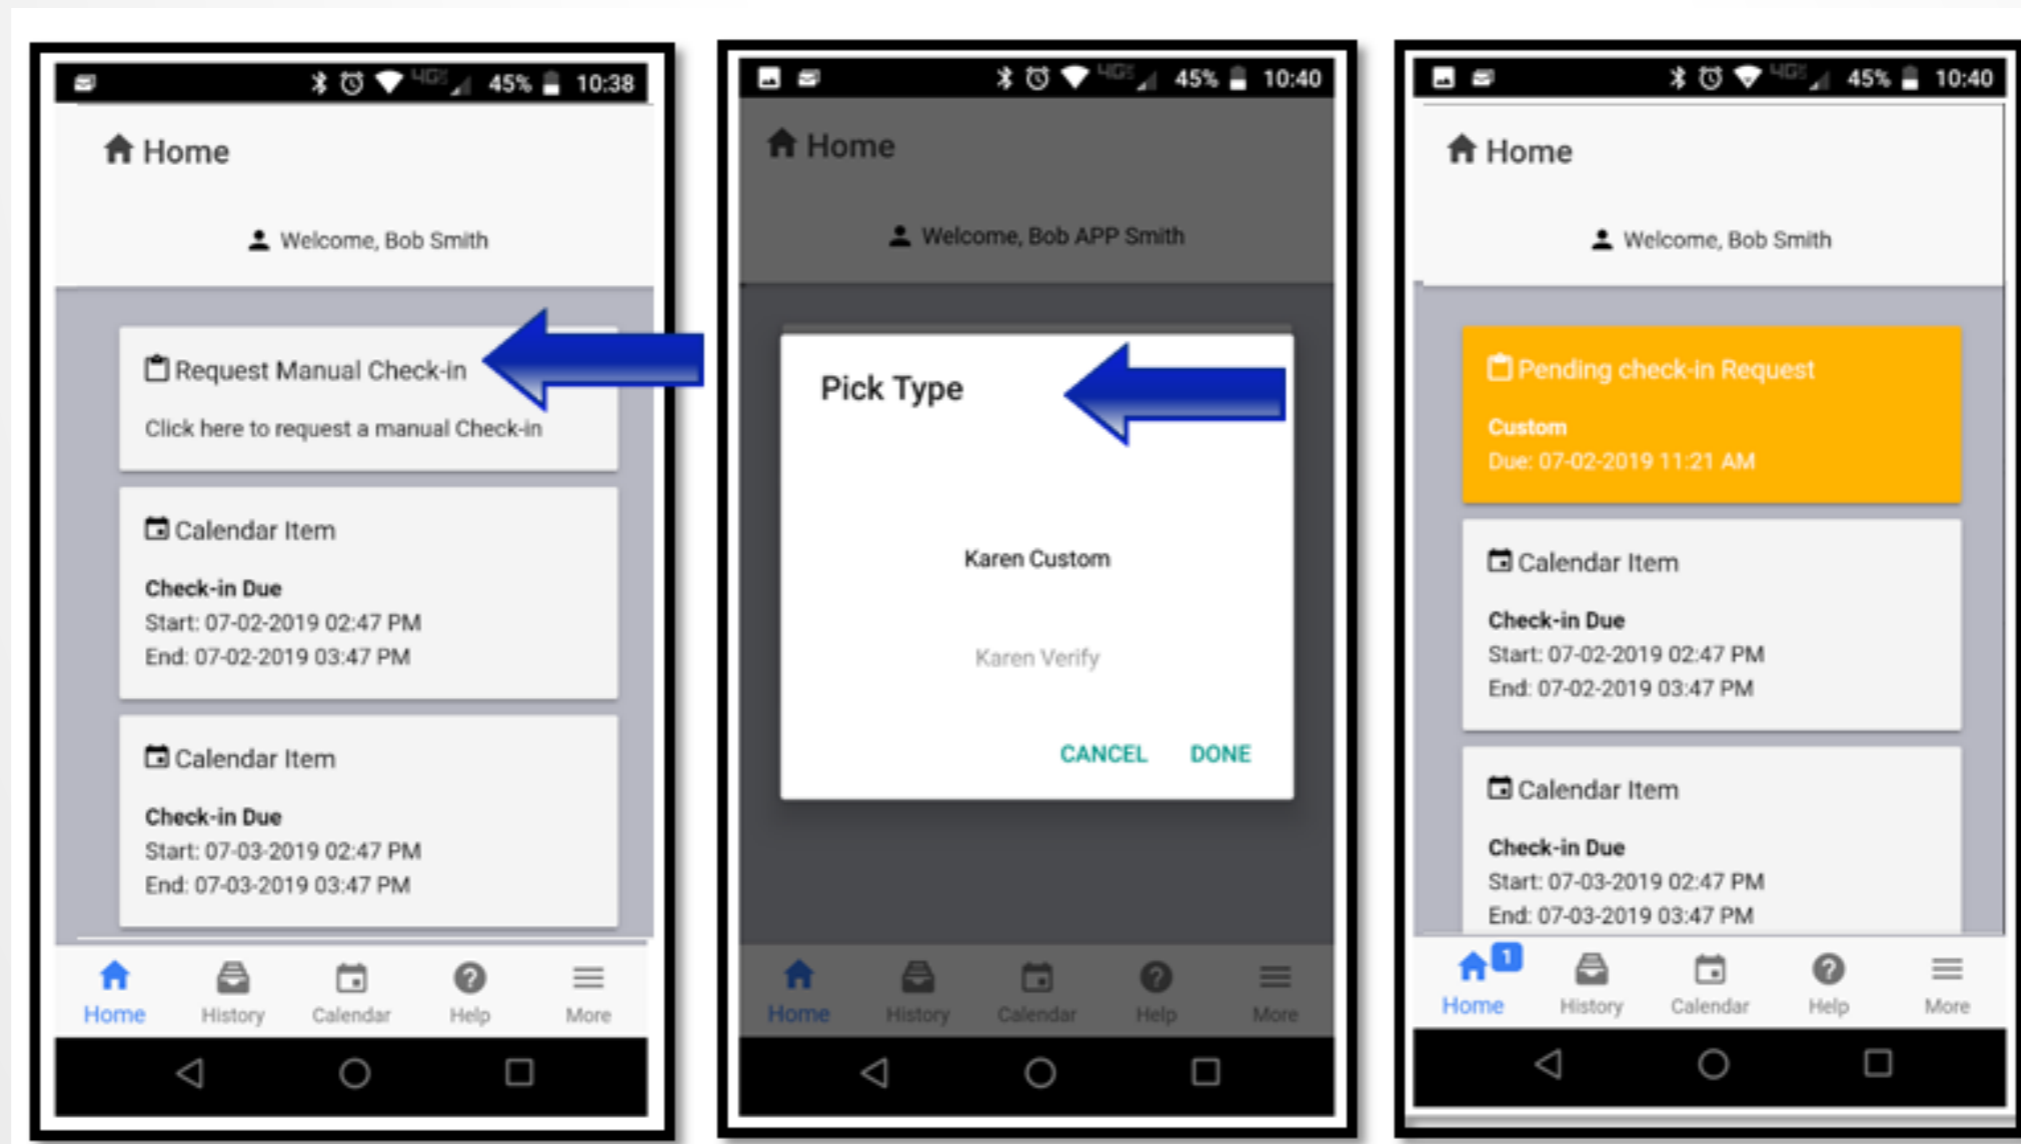 45% 10:38
Home
Welcome, Bob Smith
Request Manual Check-in
Click here to request a manual Check-in
Calendar Item
Check-in Due
Start: 07-02-2019 02:47 PM
End: 07-02-2019 03:47 PM
Calendar Item
Check-in Due
Start: 07-03-2019 02:47 PM
End: 07-03-2019 03:47 PM
Home History Calendar Help More
45% 10:40
Home
Welcome, Bob APP Smith
Pick Type
Karen Custom
Karen Verify
CANCEL DONE
Home History Calendar Help More
45% 10:40
Home
Welcome, Bob Smith
Pending check-in Request
Custom
Due: 07-02-2019 11:21 AM
Calendar Item
Check-in Due
Start: 07-02-2019 02:47 PM
End: 07-02-2019 03:47 PM
Calendar Item
Check-in Due
Start: 07-03-2019 02:47 PM
End: 07-03-2019 03:47 PM
1
Home History Calendar Help More